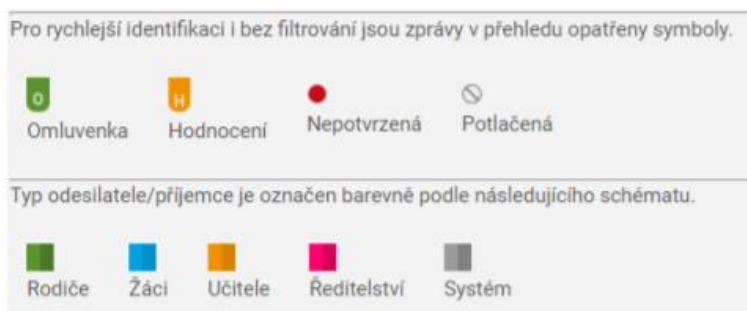 Pro rychlejší identifikaci i bez filtrování jsou zprávy v přehledu opatřeny symboly.
O H
Omluvenka Hodnocení Nepotvrzená Potlačená
Typ odesilatele/příjemce je označen barevně podle následujícího schématu.
Rodiče Žáci Učitele Ředitelství Systém